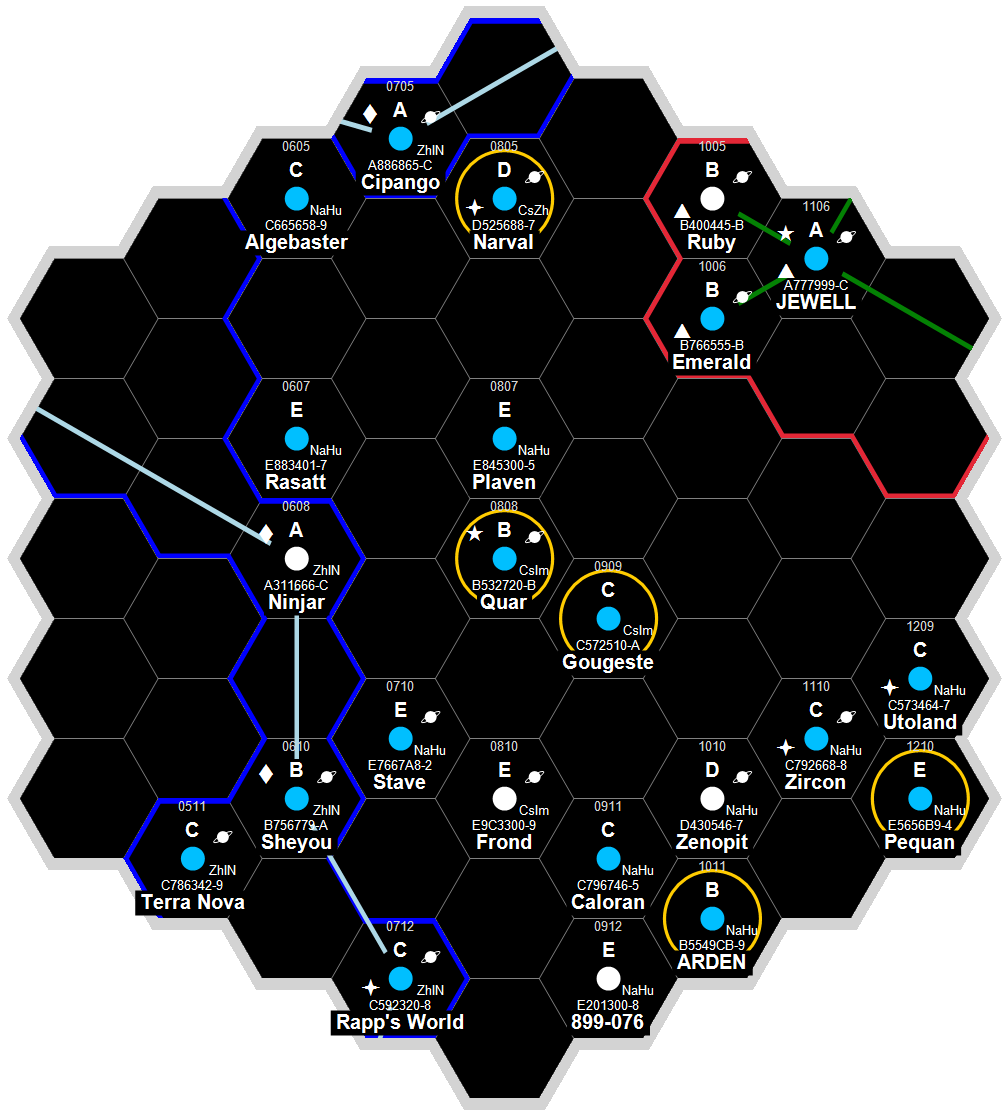 0705
A
ZhIN
A886865-C
Cipango
0605
C
NaHu
C665658-9
Algebaster
0805
D
CsZh
D525688-7
Narval
1005
B
B400445-B
Ruby
1106
A
A777999-C
JEWELL
1006
B
B766555-B
Emerald
0607
E
NaHu
E883401-7
Rasatt
0807
E
NaHu
E845300-5
Plaven
0608
A
ZhIN
A311666-C
Ninjar
0808
B
CsIm
B532720-B
Quar
0909
C
CsIm
C572510-A
Gougeste
1209
C
NaHu
C573464-7
Utoland
0710
E
NaHu
E7667A8-2
Stave
1110
C
NaHu
C792668-8
Zircon
0610
B
ZhIN
B756779-A
Sheyou
0810
E
CsIm
E9C3300-9
Frond
1010
D
NaHu
D430546-7
Zenopit
1210
E
NaHu
E5656B9-4
Pequan
0511
C
ZhIN
C786342-9
Terra Nova
0911
C
NaHu
C796746-5
Caloran
1011
B
NaHu
B5549CB-9
ARDEN
0712
C
ZhIN
C592320-8
Rapp's World
0912
E
NaHu
E201300-8
899-076